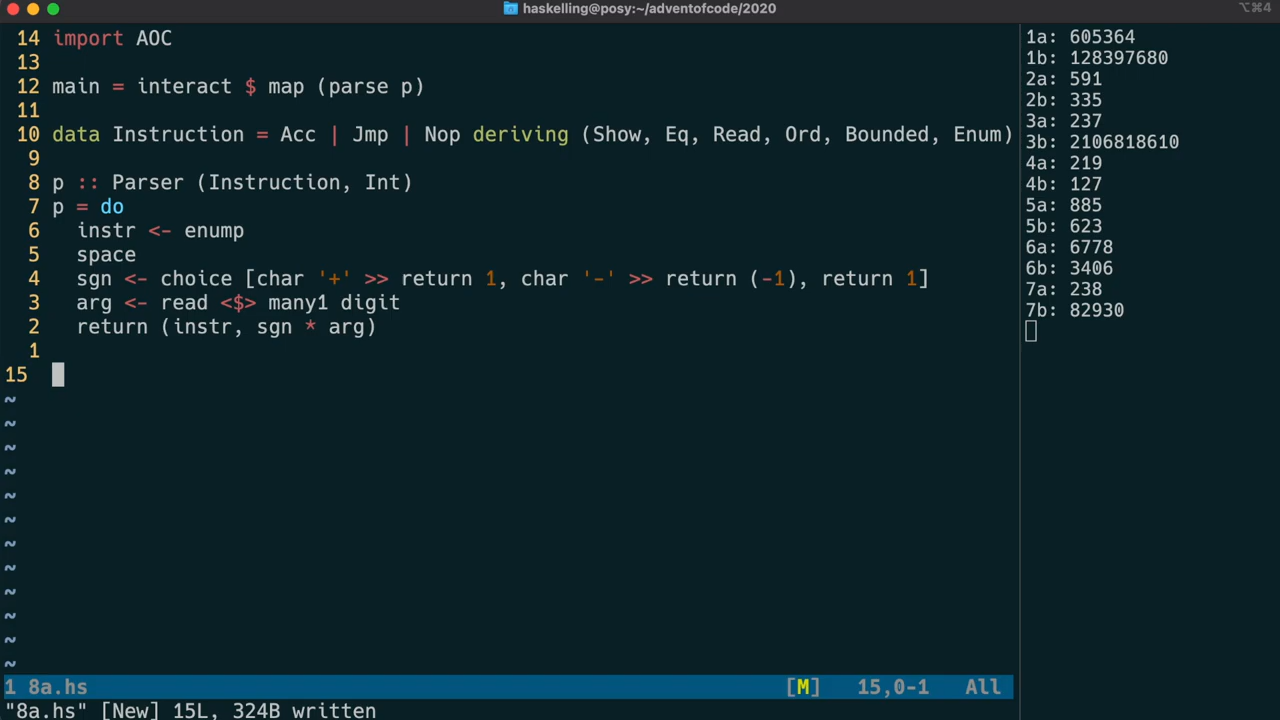 haskelling@posy:~/adventofcode/2020
⌥⌘4
14 import AOC
13
12 main = interact $ map (parse p)
11
10 data Instruction = Acc | Jmp | Nop deriving (Show, Eq, Read, Ord, Bounded, Enum)
9
8 p :: Parser (Instruction, Int)
7 p = do
6   instr <- enump
5   space
4   sgn <- choice [char '+' >> return 1, char '-' >> return (-1), return 1]
3   arg <- read <$> many1 digit
2   return (instr, sgn * arg)
1
15
~
~
~
~
~
~
~
~
~
~
~
~
1 8a.hs [M] 15,0-1 All
"8a.hs" [New] 15L, 324B written
1a: 605364
1b: 128397680
2a: 591
2b: 335
3a: 237
3b: 2106818610
4a: 219
4b: 127
5a: 885
5b: 623
6a: 6778
6b: 3406
7a: 238
7b: 82930